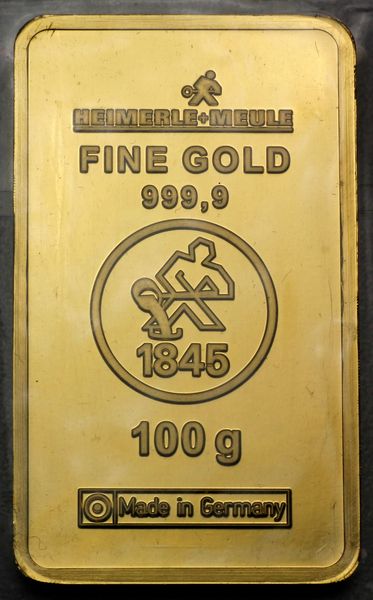 HEIMERLE+MEULE
FINE GOLD
999,9
1845
100 g
Made in Germany